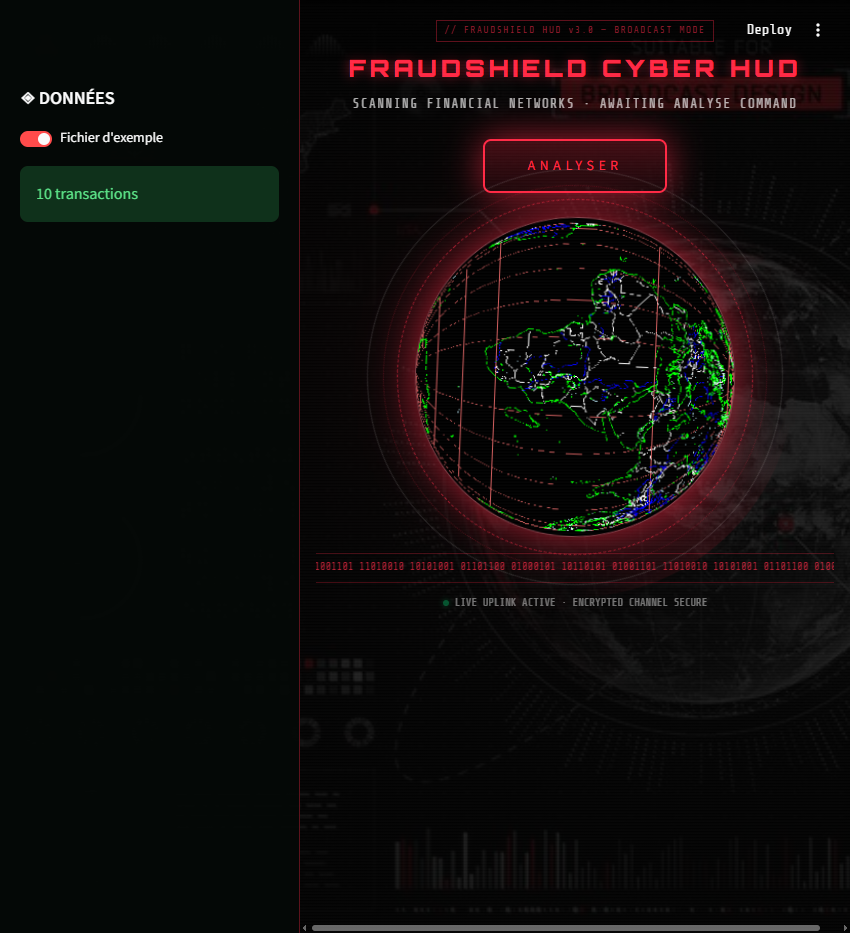 ◈ DONNÉES
Fichier d'exemple
10 transactions
// FRAUDSHIELD HUD v3.0 — BROADCAST MODE
Deploy
SUITABLE FOR
FRAUDSHIELD CYBER HUD
BROADCAST DESIGN
SCANNING FINANCIAL NETWORKS · AWAITING ANALYSE COMMAND
ANALYSER
1001101 11010010 10101001 01101100 01000101 10110101 01001101 11010010 10101001 01101100
● LIVE UPLINK ACTIVE · ENCRYPTED CHANNEL SECURE